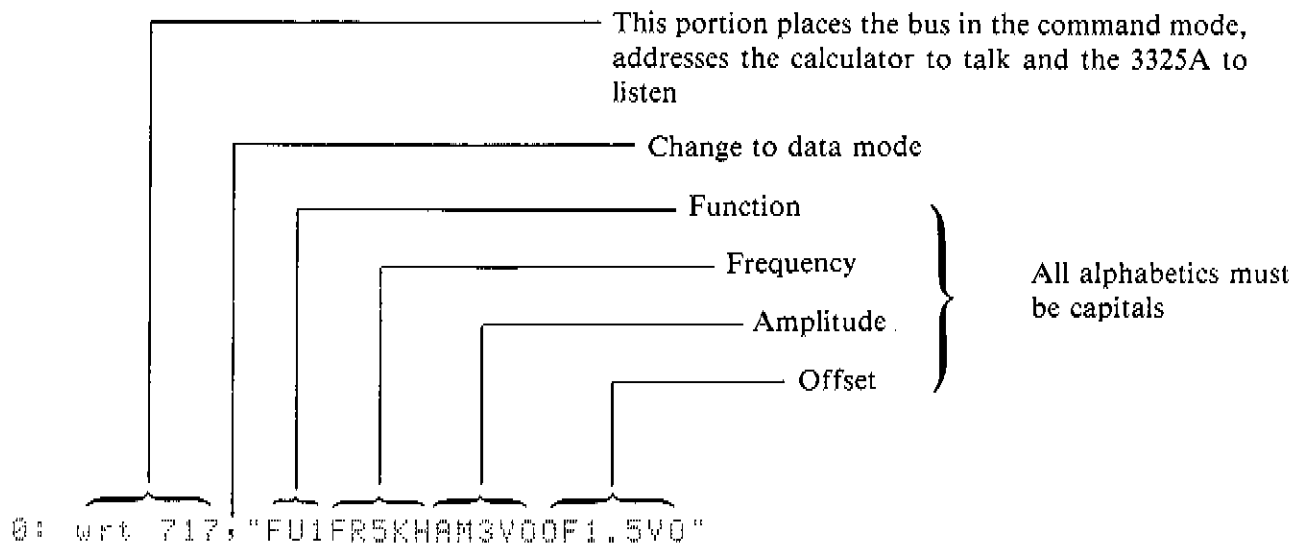 This portion places the bus in the command mode,
addresses the calculator to talk and the 3325A to
listen
Change to data mode
Function
Frequency
Amplitude
Offset
All alphabetics must
be capitals
0: wrt 717,"FU1FR5KHAM3VOOF1.5VO"